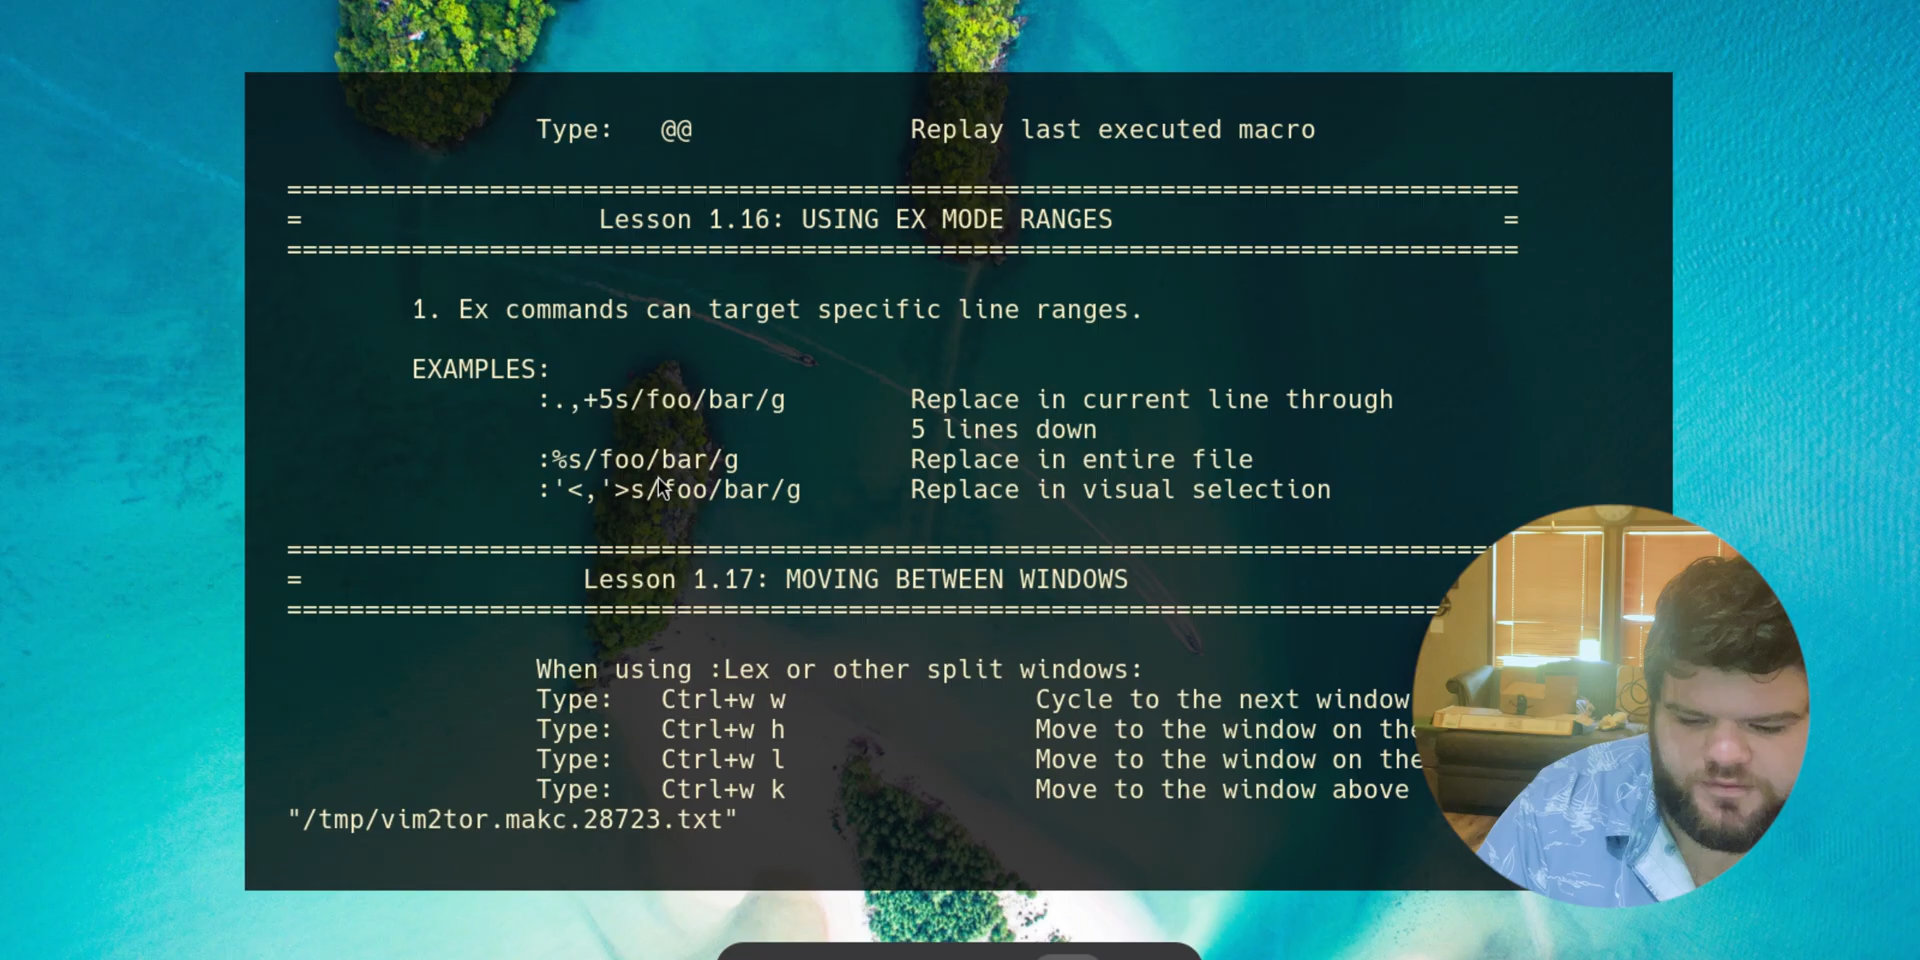 Type: @@ Replay last executed macro
===============================================================================
= Lesson 1.16: USING EX MODE RANGES =
===============================================================================
1. Ex commands can target specific line ranges.
EXAMPLES:
:.,+5s/foo/bar/g Replace in current line through
5 lines down
:%s/foo/bar/g Replace in entire file
:'<,'>s/foo/bar/g Replace in visual selection
=============================================================================
= Lesson 1.17: MOVING BETWEEN WINDOWS
==========================================================================
When using :Lex or other split windows:
Type: Ctrl+w w Cycle to the next window
Type: Ctrl+w h Move to the window on the
Type: Ctrl+w l Move to the window on the
Type: Ctrl+w k Move to the window above
"/tmp/vim2tor.makc.28723.txt"